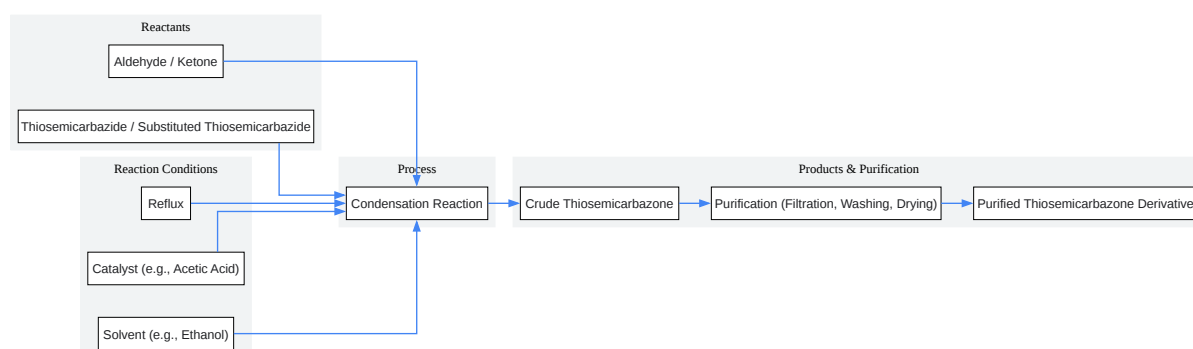 Reactants
Aldehyde / Ketone
Thiosemicarbazide / Substituted Thiosemicarbazide
Reaction Conditions
Reflux
Catalyst (e.g., Acetic Acid)
Solvent (e.g., Ethanol)
Process
Condensation Reaction
Products & Purification
Crude Thiosemicarbazone
Purification (Filtration, Washing, Drying)
Purified Thiosemicarbazone Derivative